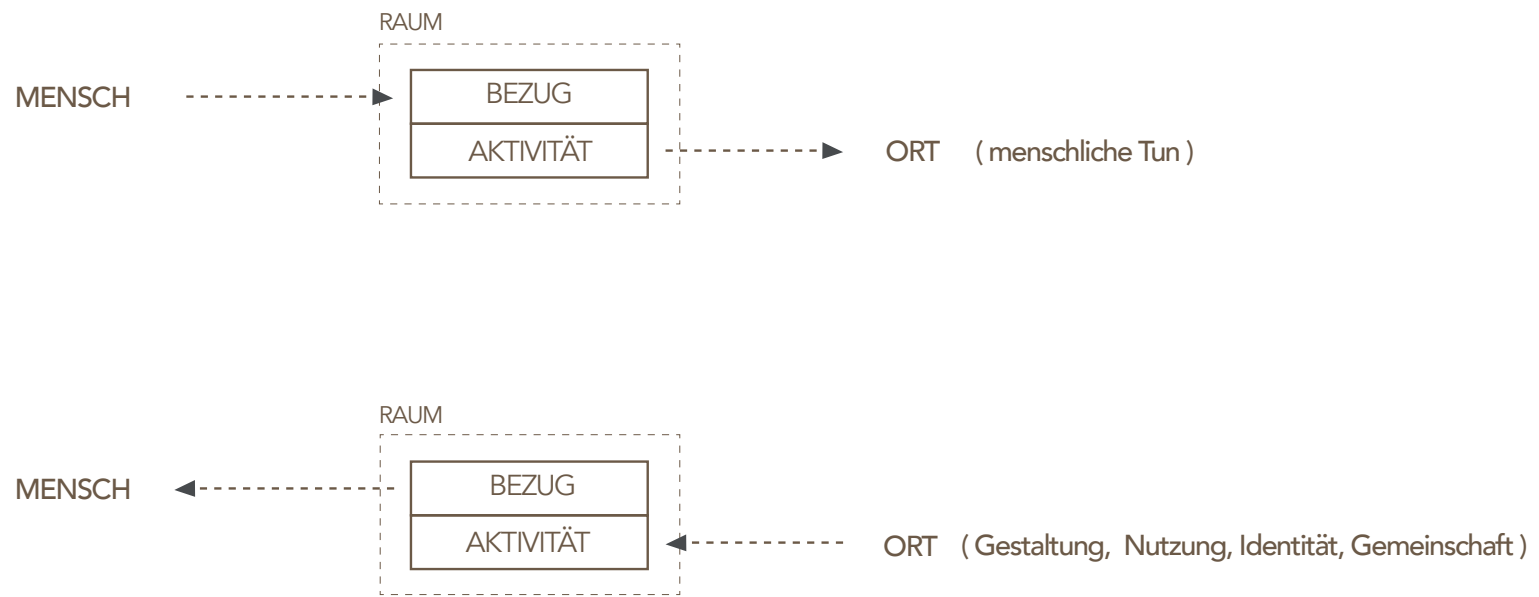 RAUM
MENSCH
BEZUG
AKTIVITÄT
ORT ( menschliche Tun )
RAUM
MENSCH
BEZUG
AKTIVITÄT
ORT ( Gestaltung, Nutzung, Identität, Gemeinschaft )